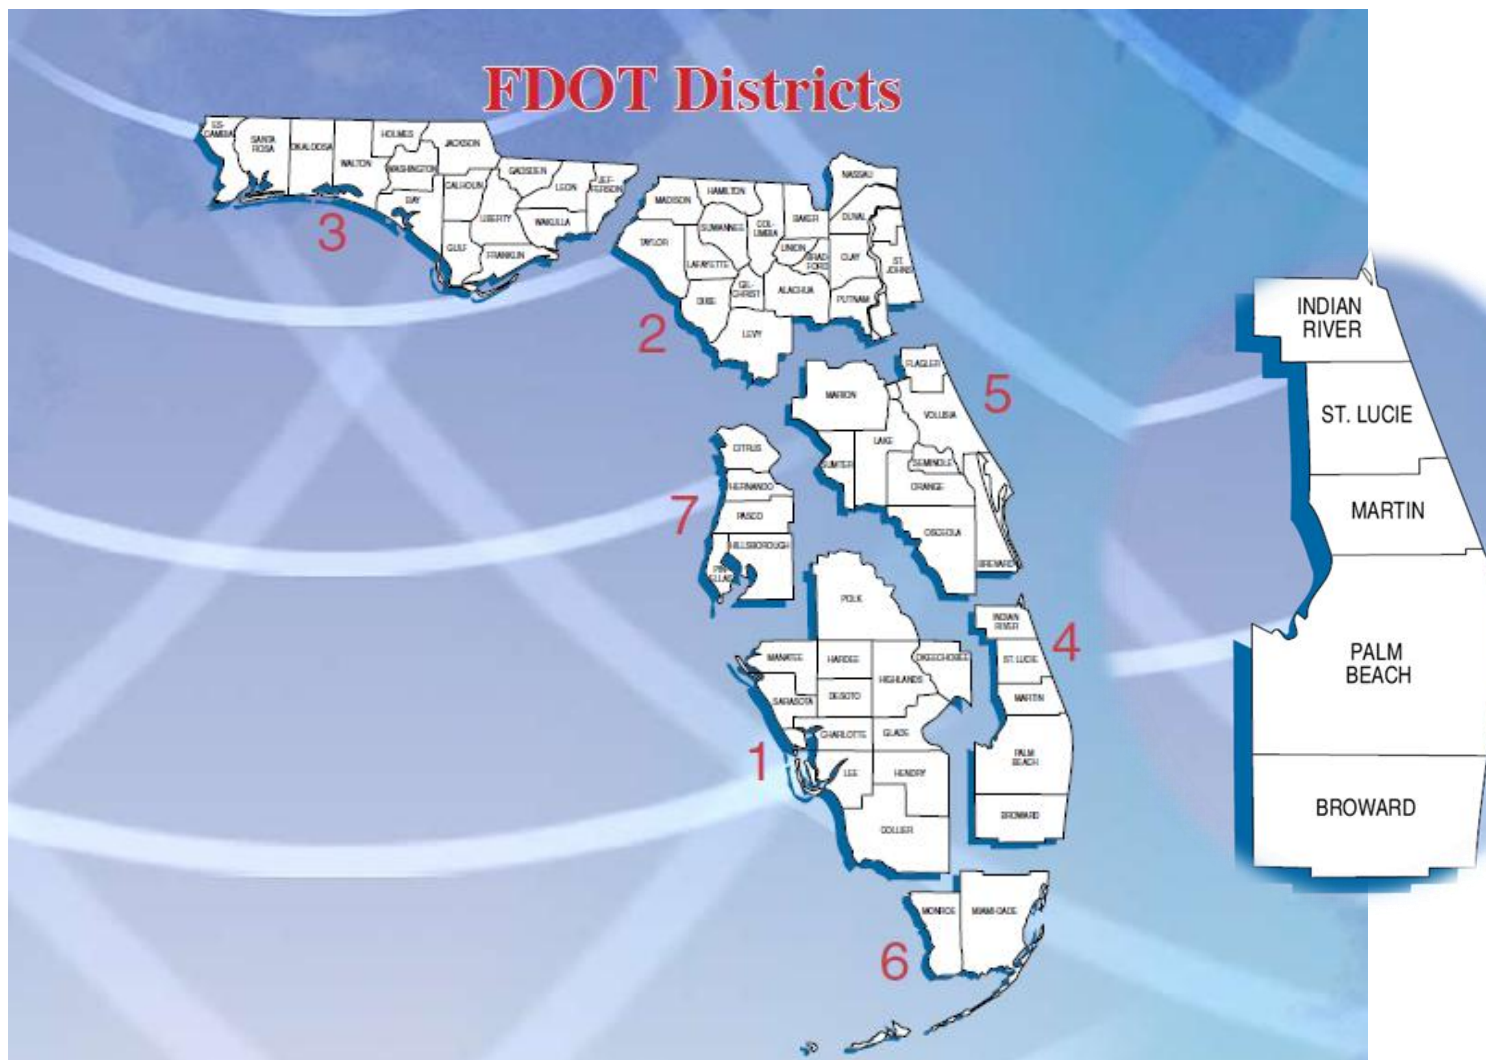 FDOT Districts
ES-
CAMBIA
SANTA
ROSA
OKALOOSA
WALTON
HOLMES
WASHINGTON
JACKSON
BAY
CALHOUN
GULF
LIBERTY
GADSDEN
FRANKLIN
LEON
WAKULLA
JEF-
FERSON
3
MADISON
HAMILTON
TAYLOR
SUWANNEE
LAFAYETTE
COL-
UMBIA
BAKER
NASSAU
DUVAL
UNION
BRAD-
FORD
CLAY
ST.
JOHNS
DIXIE
GIL-
CHRIST
ALACHUA
PUTNAM
LEVY
2
FLAGLER
MARION
VOLUSIA
LAKE
SUMTER
SEMINOLE
ORANGE
OSCEOLA
BREVARD
5
CITRUS
HERNANDO
PASCO
HILLSBOROUGH
PIN-
ELLAS
7
POLK
MANATEE
HARDEE
HIGHLANDS
OKEECHOBEE
SARASOTA
DESOTO
CHARLOTTE
GLADE
LEE
HENDRY
COLLIER
1
INDIAN
RIVER
ST. LUCIE
MARTIN
PALM
BEACH
BROWARD
4
MONROE
MIAMI-DADE
6
INDIAN
RIVER
ST. LUCIE
MARTIN
PALM
BEACH
BROWARD